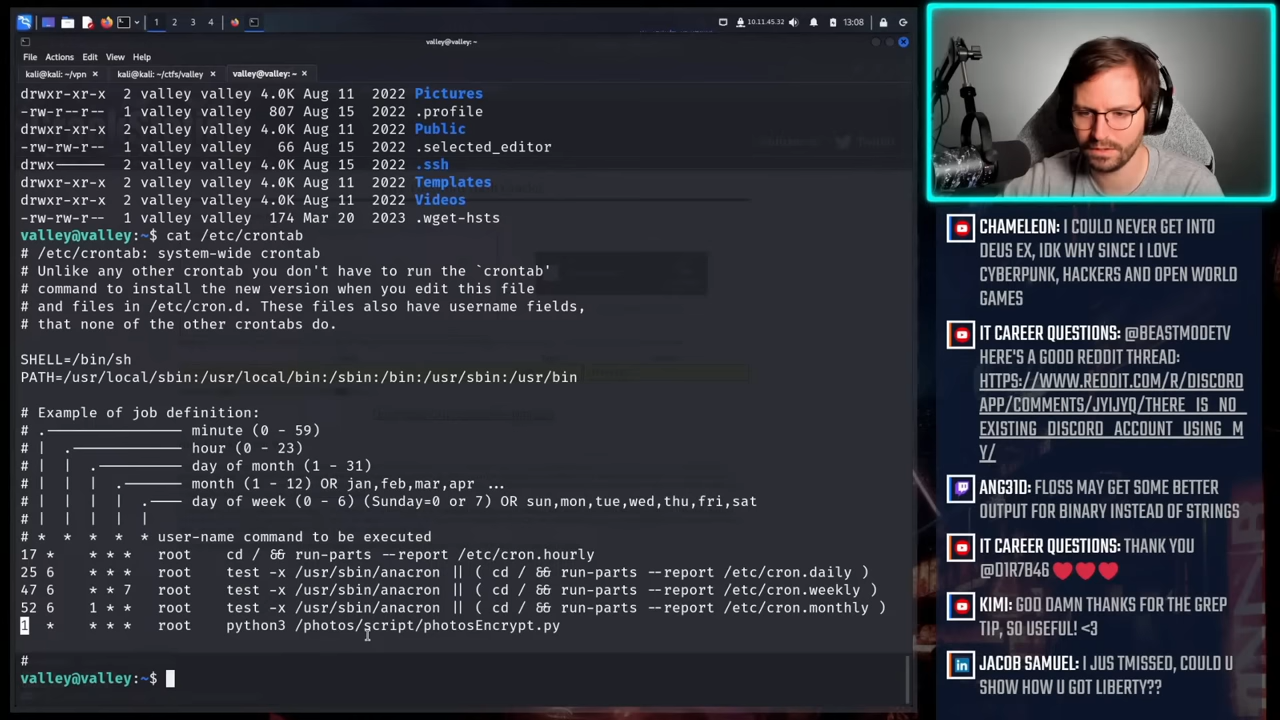 10.11.45.32
13:08
1 2 3 4
valley@valley: ~
File Actions Edit View Help
kali@kali: ~/vpn × kali@kali: ~/ctfs/valley × valley@valley: ~ ×
drwxr-xr-x 2 valley valley 4.0K Aug 11 2022 Pictures
-rw-r--r-- 1 valley valley 807 Aug 15 2022 .profile
drwxr-xr-x 2 valley valley 4.0K Aug 11 2022 Public
-rw-rw-r-- 1 valley valley 66 Aug 15 2022 .selected_editor
drwx------ 2 valley valley 4.0K Aug 15 2022 .ssh
drwxr-xr-x 2 valley valley 4.0K Aug 11 2022 Templates
drwxr-xr-x 2 valley valley 4.0K Aug 11 2022 Videos
-rw-rw-r-- 1 valley valley 174 Mar 20 2023 .wget-hsts
valley@valley:~$ cat /etc/crontab
# /etc/crontab: system-wide crontab
# Unlike any other crontab you don't have to run the `crontab'
# command to install the new version when you edit this file
# and files in /etc/cron.d. These files also have username fields,
# that none of the other crontabs do.
SHELL=/bin/sh
PATH=/usr/local/sbin:/usr/local/bin:/sbin:/bin:/usr/sbin:/usr/bin
# Example of job definition:
# .---------------- minute (0 - 59)
# | .------------- hour (0 - 23)
# | | .---------- day of month (1 - 31)
# | | | .------- month (1 - 12) OR jan,feb,mar,apr ...
# | | | | .---- day of week (0 - 6) (Sunday=0 or 7) OR sun,mon,tue,wed,thu,fri,sat
# | | | | |
# * * * * * user-name command to be executed
17 * * * * root cd / && run-parts --report /etc/cron.hourly
25 6 * * * root test -x /usr/sbin/anacron || ( cd / && run-parts --report /etc/cron.daily )
47 6 * * 7 root test -x /usr/sbin/anacron || ( cd / && run-parts --report /etc/cron.weekly )
52 6 1 * * root test -x /usr/sbin/anacron || ( cd / && run-parts --report /etc/cron.monthly )
1 * * * * root python3 /photos/script/photosEncrypt.py
#
valley@valley:~$
CHAMELEON: I COULD NEVER GET INTO
DEUS EX, IDK WHY SINCE I LOVE
CYBERPUNK, HACKERS AND OPEN WORLD
GAMES
IT CAREER QUESTIONS: @BEASTMODETV
HERE'S A GOOD REDDIT THREAD:
HTTPS://WWW.REDDIT.COM/R/DISCORD
APP/COMMENTS/JYIJYQ/THERE_IS_NO_
EXISTING_DISCORD_ACCOUNT_USING_M
Y/
ANG31D: FLOSS MAY GET SOME BETTER
OUTPUT FOR BINARY INSTEAD OF STRINGS
IT CAREER QUESTIONS: THANK YOU
@D1R7B46 ❤❤❤
KIMI: GOD DAMN THANKS FOR THE GREP
TIP, SO USEFUL! <3
JACOB SAMUEL: I JUS TMISSED, COULD U
SHOW HOW U GOT LIBERTY??